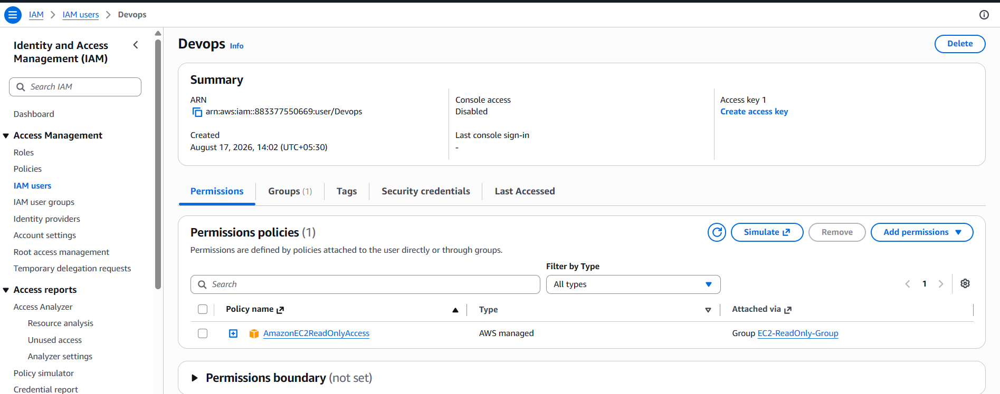 IAM > IAM users > Devops
Identity and Access
Management (IAM)
Search IAM
Dashboard
Access Management
Roles
Policies
IAM users
IAM user groups
Identity providers
Account settings
Root access management
Temporary delegation requests
Access reports
Access Analyzer
Resource analysis
Unused access
Analyzer settings
Policy simulator
Credential report
Devops Info
Delete
Summary
ARN
arn:aws:iam::883377550669:user/Devops
Created
August 17, 2026, 14:02 (UTC+05:30)
Console access
Disabled
Last console sign-in
-
Access key 1
Create access key
Permissions
Groups (1)
Tags
Security credentials
Last Accessed
Permissions policies (1)
Simulate
Remove
Add permissions
Permissions are defined by policies attached to the user directly or through groups.
Filter by Type
Search
All types
1
Policy name
Type
Attached via
AmazonEC2ReadOnlyAccess
AWS managed
Group EC2-ReadOnly-Group
Permissions boundary (not set)